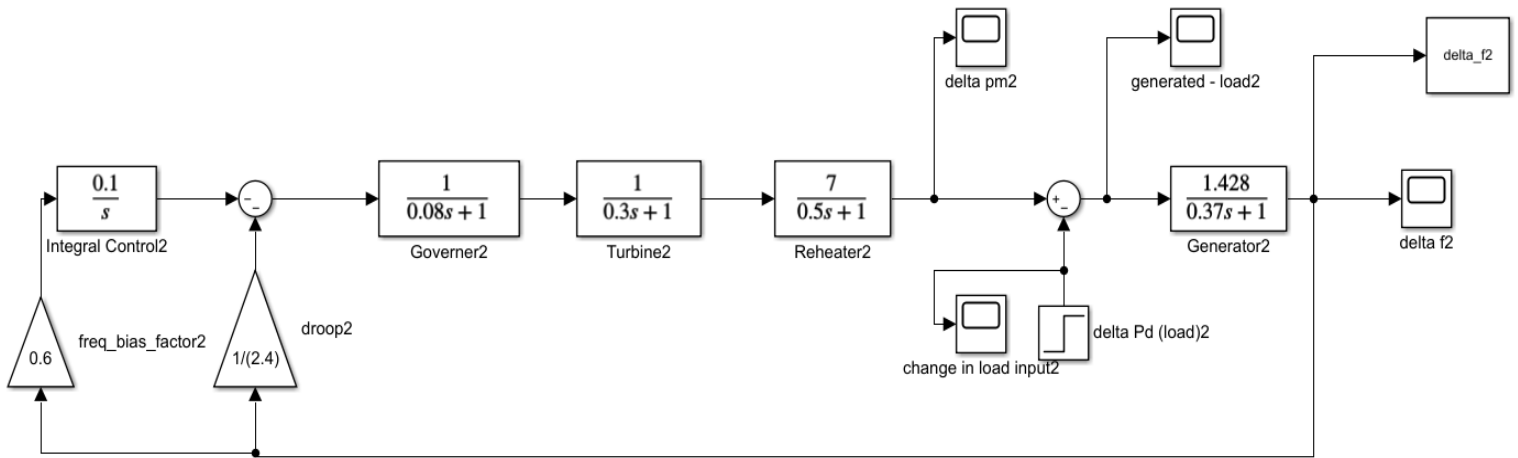 delta pm2
generated - load2
delta_f2
0.1
s
Integral Control2
−
−
1
0.08s + 1
Governer2
1
0.3s + 1
Turbine2
7
0.5s + 1
Reheater2
+
−
1.428
0.37s + 1
Generator2
delta f2
0.6
freq_bias_factor2
1/(2.4)
droop2
change in load input2
delta Pd (load)2